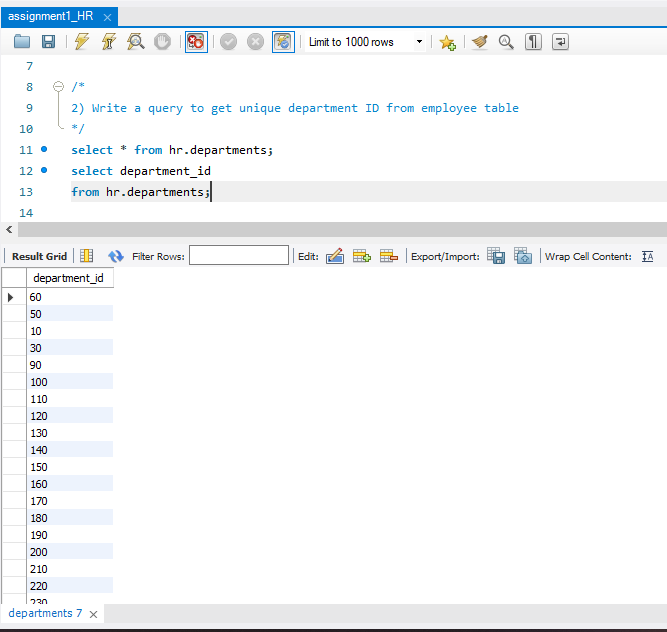 assignment1_HR
Limit to 1000 rows
7
8 /*
9 2) Write a query to get unique department ID from employee table
10 */
11 select * from hr.departments;
12 select department_id
13 from hr.departments;
14
Result Grid Filter Rows: Edit: Export/Import: Wrap Cell Content: IA
department_id
60
50
10
30
90
100
110
120
130
140
150
160
170
180
190
200
210
220
230
departments 7